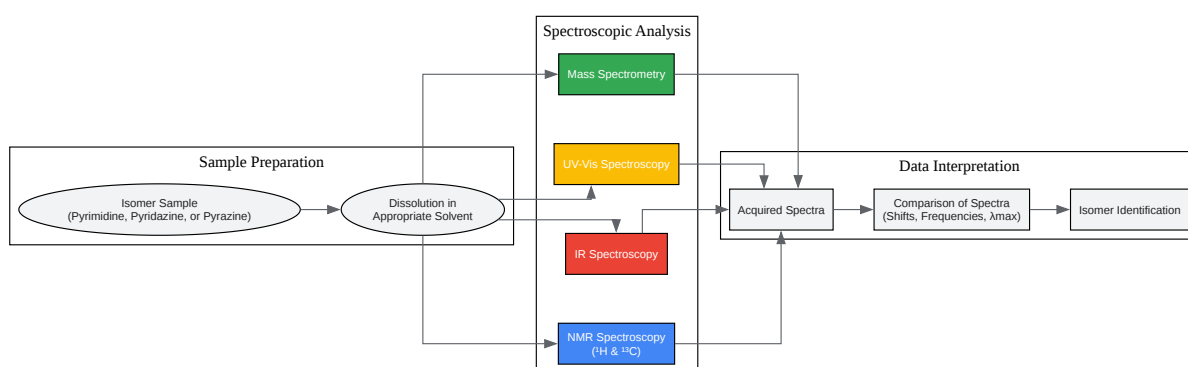 Spectroscopic Analysis
Mass Spectrometry
Sample Preparation
UV-Vis Spectroscopy
Data Interpretation
Isomer Sample
(Pyrimidine, Pyridazine, or Pyrazine)
Dissolution in
Appropriate Solvent
Acquired Spectra
Comparison of Spectra
(Shifts, Frequencies, λmax)
Isomer Identification
IR Spectroscopy
NMR Spectroscopy
(¹H & ¹³C)